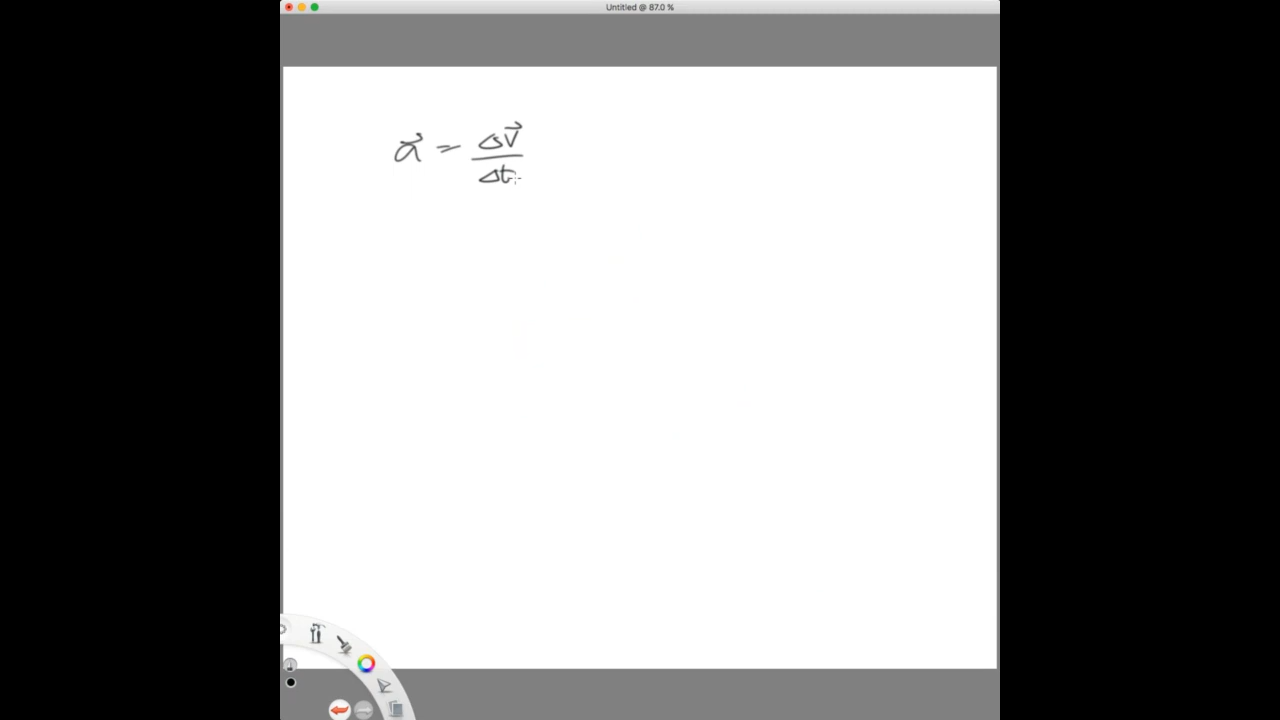 Untitled @ 87.0 %
a⃗ = Δv⃗ / Δt